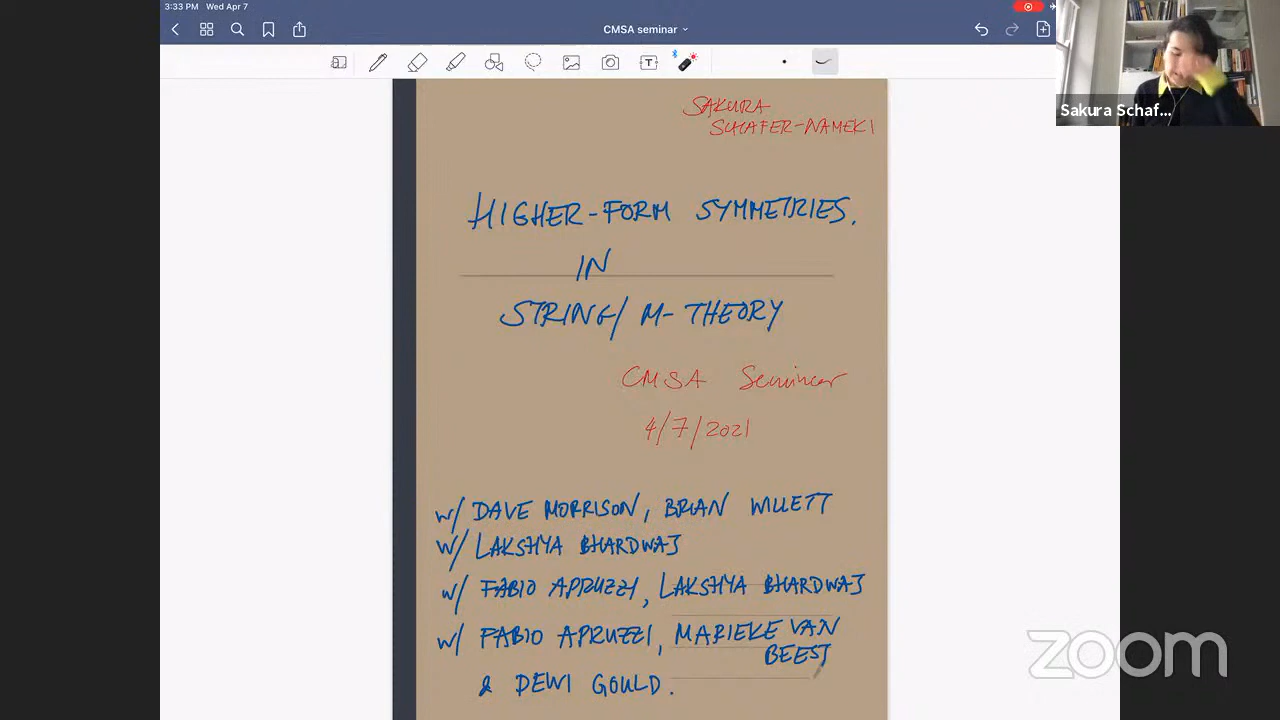 3:33 PM Wed Apr 7
CMSA seminar
T
Sakura Schaf...
SAKURA
SCHAFER-NAMEKI
HIGHER-FORM SYMMETRIES.
IN
STRING/ M-THEORY
CMSA Seminar
4/7/2021
w/ DAVE MORRISON, BRIAN WILLETT
w/ LAKSHYA BHARDWAJ
w/ FABIO APRUZZI, LAKSHYA BHARDWAJ
w/ FABIO APRUZZI, MARIEKE VAN
BEEST
& DEWI GOULD.
zoom